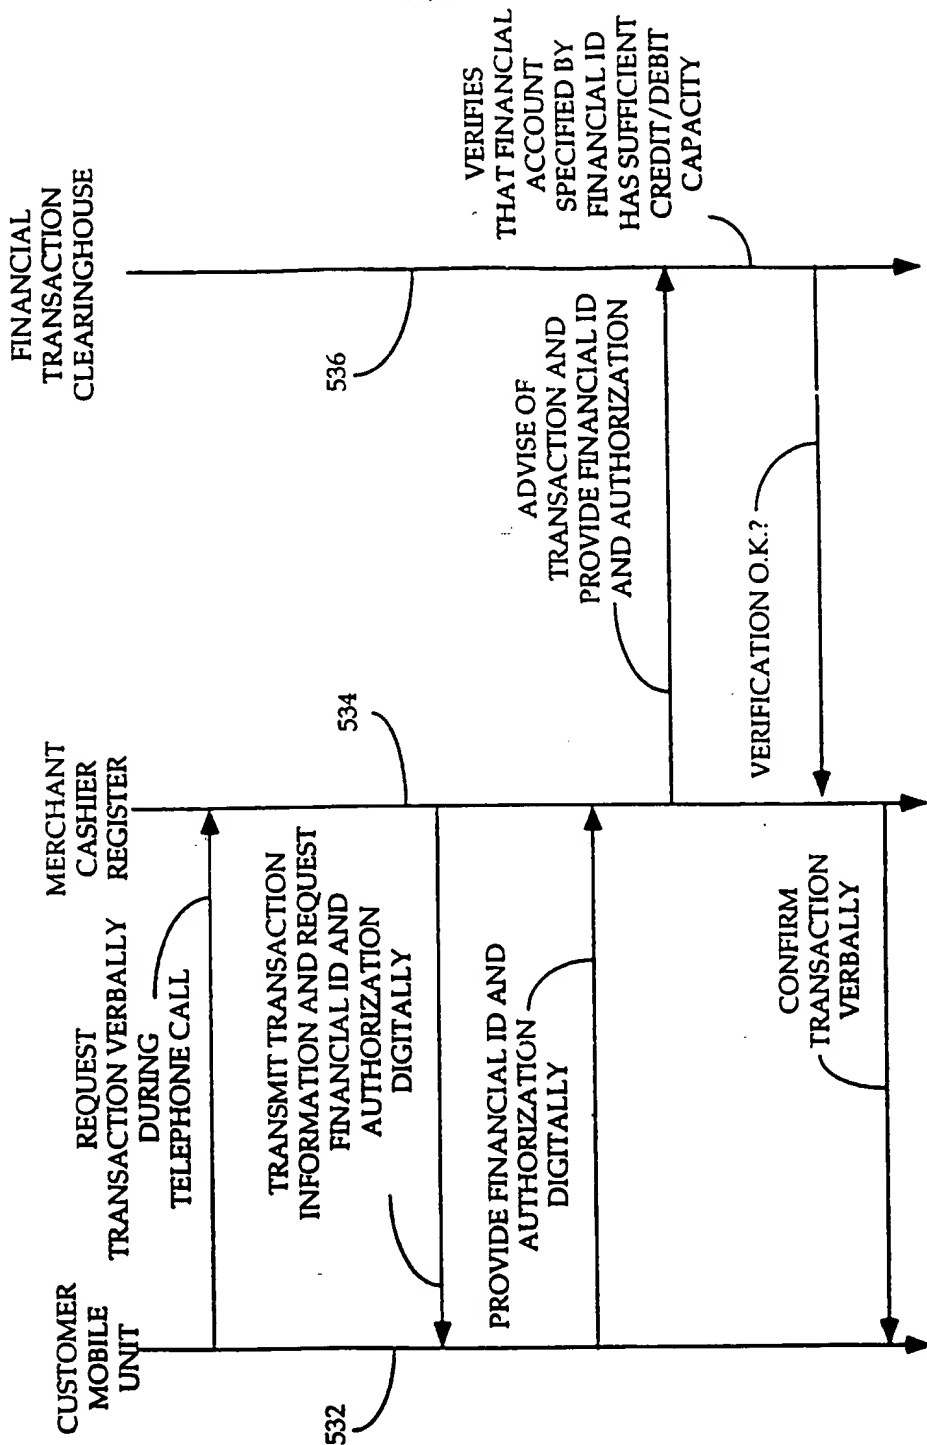 CUSTOMER
MOBILE
UNIT
MERCHANT
CASHIER
REGISTER
FINANCIAL
TRANSACTION
CLEARINGHOUSE
REQUEST
TRANSACTION VERBALLY
DURING
TELEPHONE CALL
532
534
536
TRANSMIT TRANSACTION
INFORMATION AND REQUEST
FINANCIAL ID AND
AUTHORIZATION
DIGITALLY
PROVIDE FINANCIAL ID AND
AUTHORIZATION
DIGITALLY
ADVISE OF
TRANSACTION AND
PROVIDE FINANCIAL ID
AND AUTHORIZATION
VERIFIES
THAT FINANCIAL
ACCOUNT
SPECIFIED BY
FINANCIAL ID
HAS SUFFICIENT
CREDIT/DEBIT
CAPACITY
VERIFICATION O.K.?
CONFIRM
TRANSACTION
VERBALLY